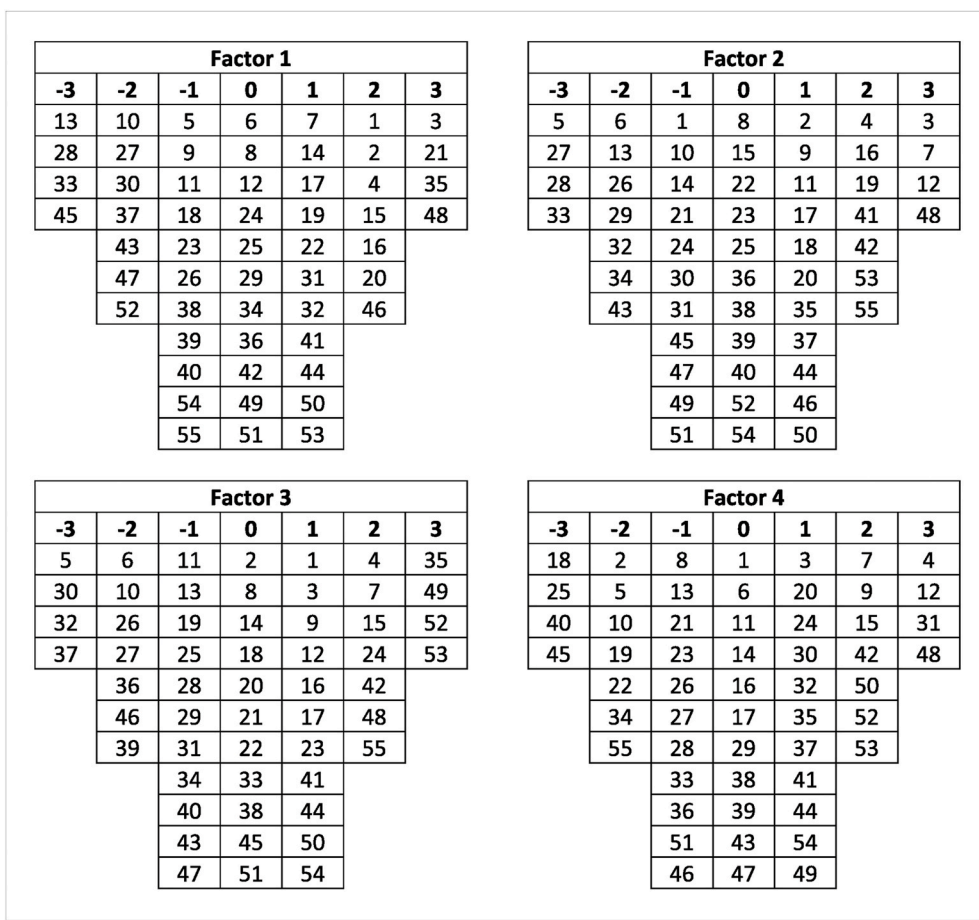 Factor 1
-3 -2 -1 0 1 2 3
13 10 5 6 7 1 3
28 27 9 8 14 2 21
33 30 11 12 17 4 35
45 37 18 24 19 15 48
43 23 25 22 16
47 26 29 31 20
52 38 34 32 46
39 36 41
40 42 44
54 49 50
55 51 53
Factor 2
-3 -2 -1 0 1 2 3
5 6 1 8 2 4 3
27 13 10 15 9 16 7
28 26 14 22 11 19 12
33 29 21 23 17 41 48
32 24 25 18 42
34 30 36 20 53
43 31 38 35 55
45 39 37
47 40 44
49 52 46
51 54 50
Factor 3
-3 -2 -1 0 1 2 3
5 6 11 2 1 4 35
30 10 13 8 3 7 49
32 26 19 14 9 15 52
37 27 25 18 12 24 53
36 28 20 16 42
46 29 21 17 48
39 31 22 23 55
34 33 41
40 38 44
43 45 50
47 51 54
Factor 4
-3 -2 -1 0 1 2 3
18 2 8 1 3 7 4
25 5 13 6 20 9 12
40 10 21 11 24 15 31
45 19 23 14 30 42 48
22 26 16 32 50
34 27 17 35 52
55 28 29 37 53
33 38 41
36 39 44
51 43 54
46 47 49